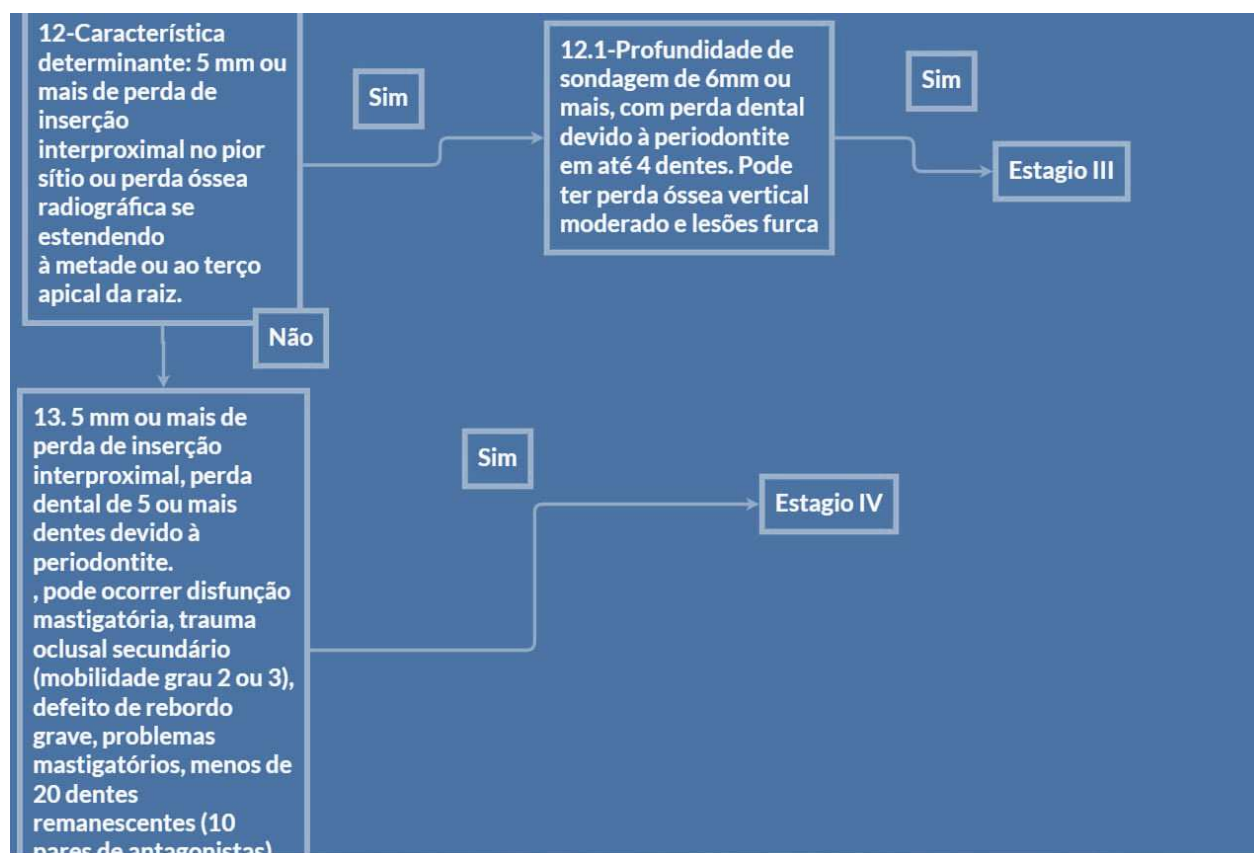 12-Característica
determinante: 5 mm ou
mais de perda de
inserção
interproximal no pior
sítio ou perda óssea
radiográfica se
estendendo
à metade ou ao terço
apical da raiz.
Sim
12.1-Profundidade de
sondagem de 6mm ou
mais, com perda dental
devido à periodontite
em até 4 dentes. Pode
ter perda óssea vertical
moderado e lesões furca
Sim
Estagio III
Não
13. 5 mm ou mais de
perda de inserção
interproximal, perda
dental de 5 ou mais
dentes devido à
periodontite.
, pode ocorrer disfunção
mastigatória, trauma
oclusal secundário
(mobilidade grau 2 ou 3),
defeito de rebordo
grave, problemas
mastigatórios, menos de
20 dentes
remanescentes (10
pares de antagonistas)
Sim
Estagio IV